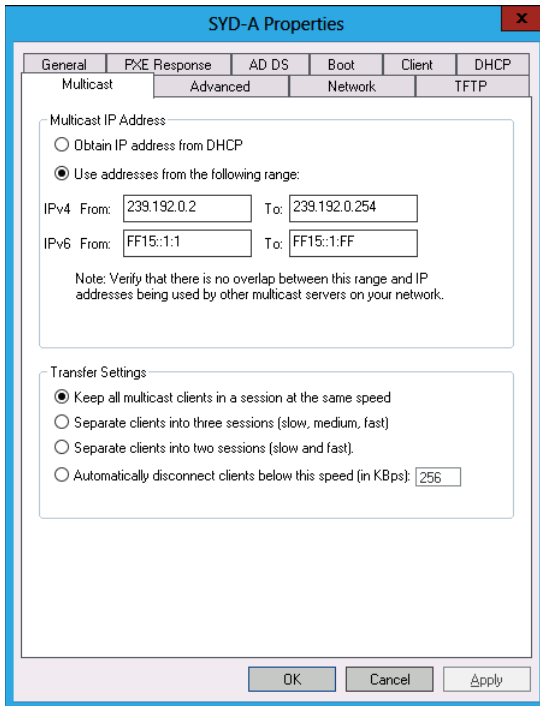 SYD-A Properties
x
General PXE Response AD DS Boot Client DHCP
Multicast Advanced Network TFTP
Multicast IP Address
Obtain IP address from DHCP
Use addresses from the following range:
IPv4 From: 239.192.0.2 To: 239.192.0.254
IPv6 From: FF15::1:1 To: FF15::1:FF
Note: Verify that there is no overlap between this range and IP
addresses being used by other multicast servers on your network.
Transfer Settings
Keep all multicast clients in a session at the same speed
Separate clients into three sessions (slow, medium, fast)
Separate clients into two sessions (slow and fast).
Automatically disconnect clients below this speed (in KBps): 256
OK Cancel Apply